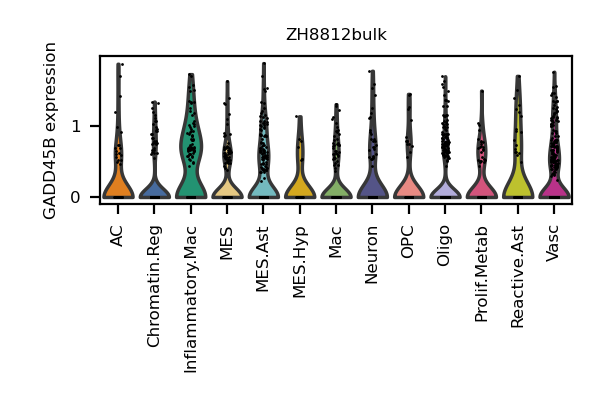 ZH8812bulk
GADD45B expression
1
0
AC
Chromatin.Reg
Inflammatory.Mac
MES
MES.Ast
MES.Hyp
Mac
Neuron
OPC
Oligo
Prolif.Metab
Reactive.Ast
Vasc